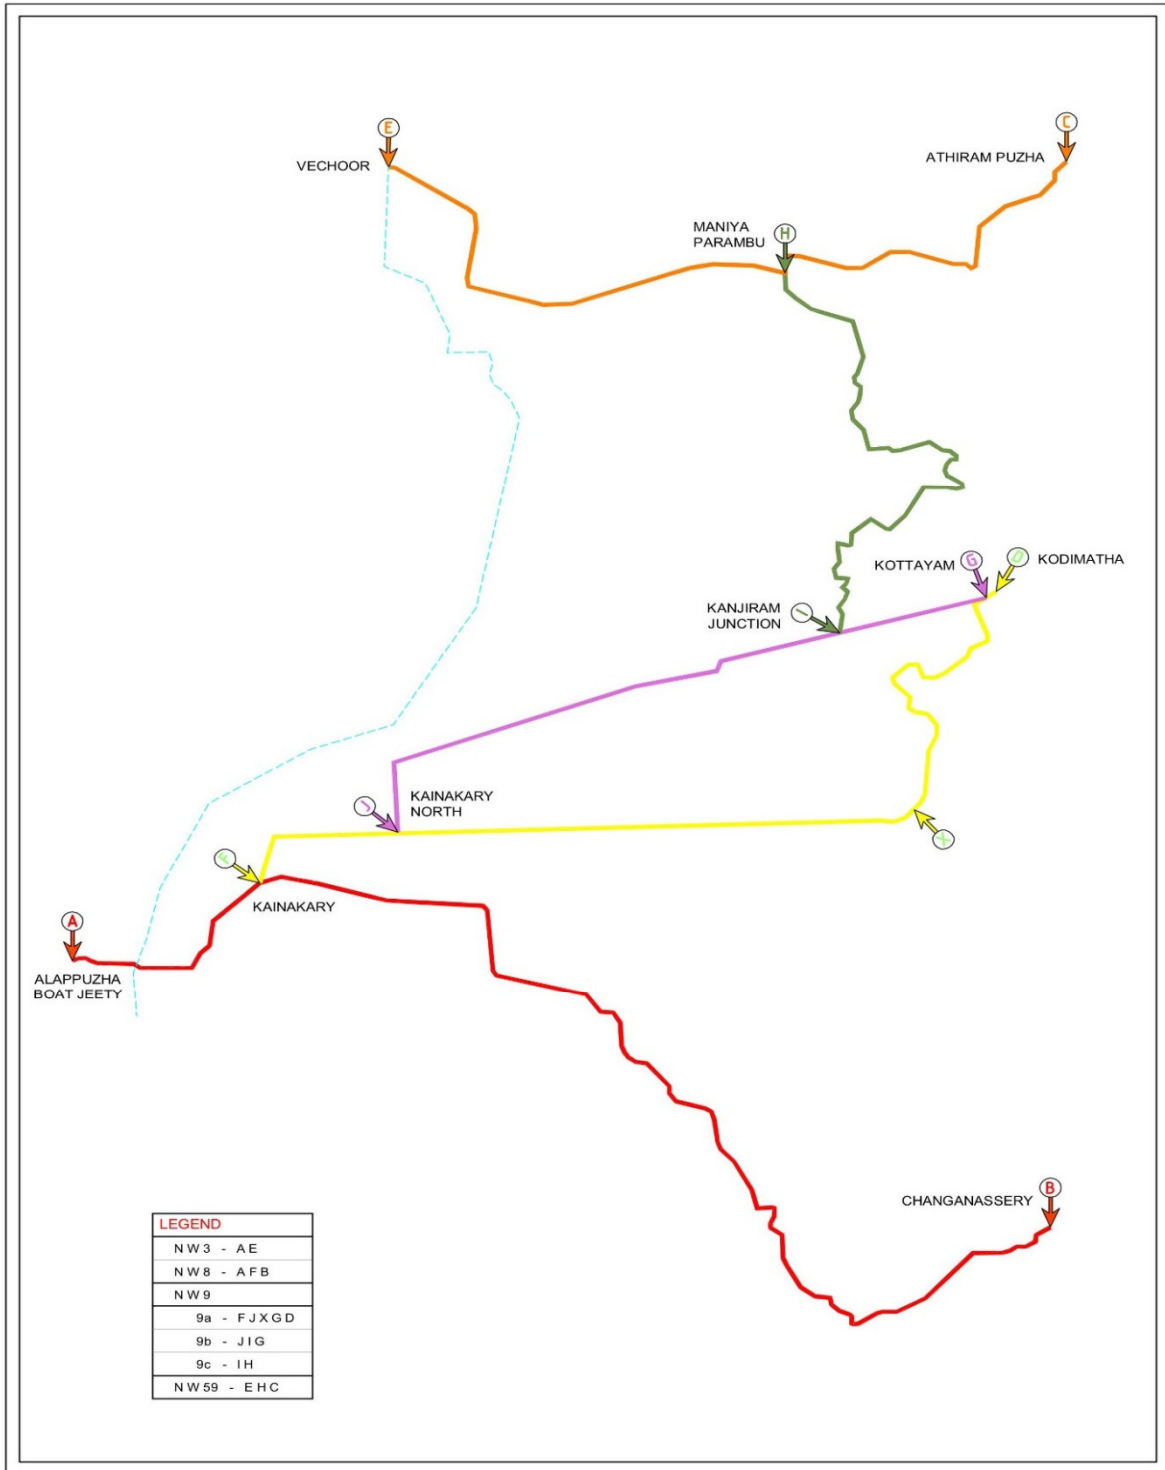 E
C
VECHOOR
ATHIRAM PUZHA
MANIYA
PARAMBU
H
KOTTAYAM
G
D
KODIMATHA
KANJIRAM
JUNCTION
I
KAINAKARY
NORTH
J
X
F
KAINAKARY
A
ALAPPUZHA
BOAT JEETY
CHANGANASSERY
B
LEGEND
NW3 - AE
NW8 - AFB
NW9
9a - FJXGD
9b - JIG
9c - IH
NW59 - EHC